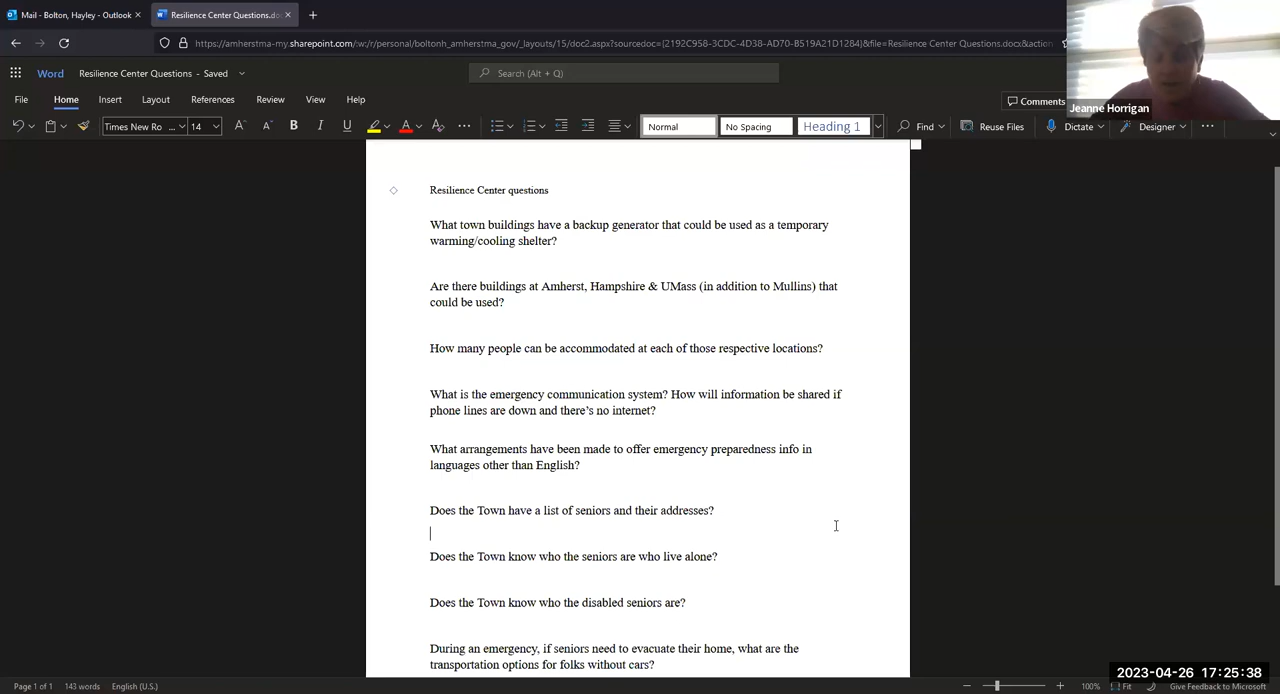 Mail - Bolton, Hayley - Outlook
Resilience Center Questions.do
https://amherstma-my.sharepoint.com/:w:/r/personal/boltonh_amherstma_gov/_layouts/15/doc2.aspx?sourcedoc={2192C958-3CDC-4D38-AD70-B519A21D1284}&file=Resilience Center Questions.docx&action
Word Resilience Center Questions - Saved
Search (Alt + Q)
File Home Insert Layout References Review View Help
Comments
Jeanne Horrigan
Times New Ro ... 14
Normal No Spacing Heading 1
Find Reuse Files Dictate Designer
Resilience Center questions
What town buildings have a backup generator that could be used as a temporary
warming/cooling shelter?
Are there buildings at Amherst, Hampshire & UMass (in addition to Mullins) that
could be used?
How many people can be accommodated at each of those respective locations?
What is the emergency communication system? How will information be shared if
phone lines are down and there’s no internet?
What arrangements have been made to offer emergency preparedness info in
languages other than English?
Does the Town have a list of seniors and their addresses?
Does the Town know who the seniors are who live alone?
Does the Town know who the disabled seniors are?
During an emergency, if seniors need to evacuate their home, what are the
transportation options for folks without cars?
2023-04-26 17:25:38
Page 1 of 1 143 words English (U.S.)
100% Fit Give Feedback to Microsoft